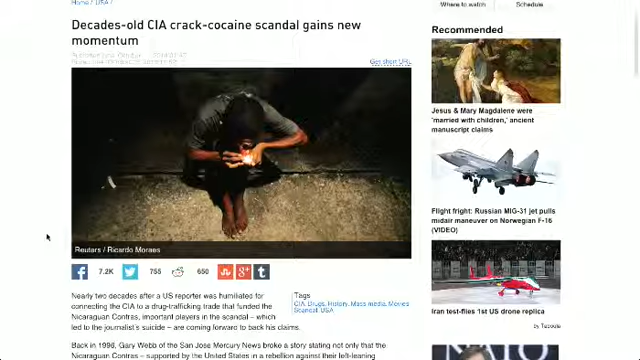 Home / USA /
Where to watch
Schedule
Decades-old CIA crack-cocaine scandal gains new
momentum
Get short URL
Reuters / Ricardo Moraes
7.2K
755
650
Nearly two decades after a US reporter was humiliated for
connecting the CIA to a drug-trafficking trade that funded the
Nicaraguan Contras, important players in the scandal – which
led to the journalist's suicide – are coming forward to back his claims.
Tags
CIA, Drugs, History, Mass media, Movies
Scandal, USA
Back in 1996, Gary Webb of the San Jose Mercury News broke a story stating not only that the
Nicaraguan Contras – supported by the United States in a rebellion against their left-leaning
Recommended
Jesus & Mary Magdalene were
'married with children,' ancient
manuscript claims
Flight fright: Russian MIG-31 jet pulls
midair maneuver on Norwegian F-16
(VIDEO)
Iran test-flies 1st US drone replica
by Taboola
NATO